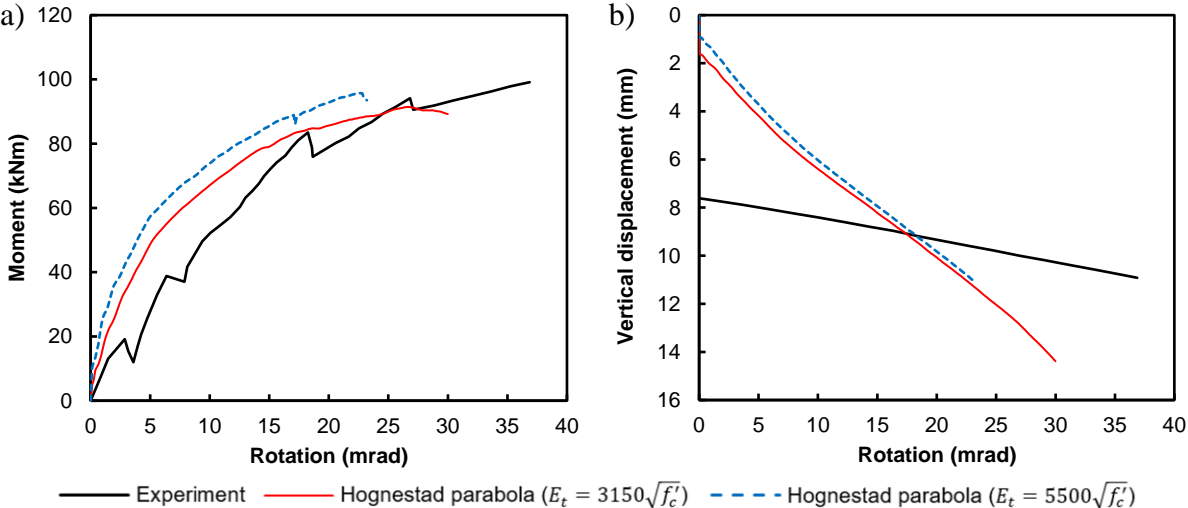 a)
120
100
80
60
40
20
0
Moment (kNm)
0 5 10 15 20 25 30 35 40
Rotation (mrad)
b)
0
2
4
6
8
10
12
14
16
Vertical displacement (mm)
0 5 10 15 20 25 30 35 40
Rotation (mrad)
Experiment Hognestad parabola (E_t = 3150√f_c′) Hognestad parabola (E_t = 5500√f_c′)